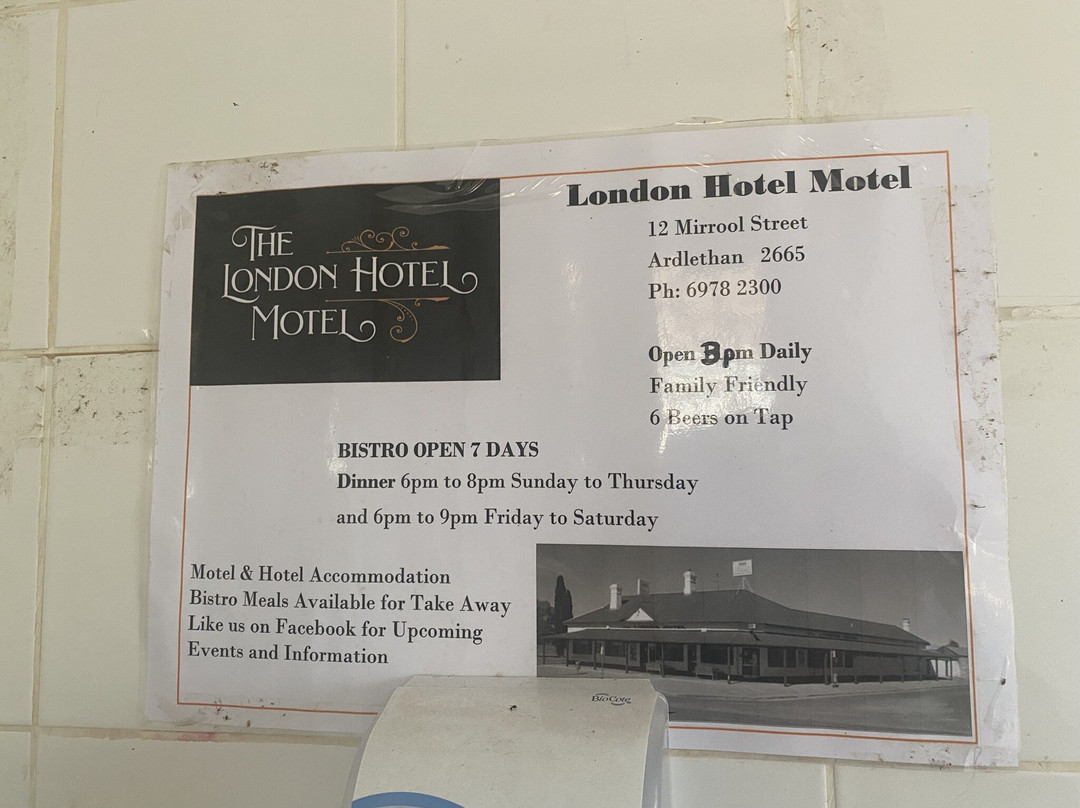 THE
LONDON HOTEL
MOTEL
London Hotel Motel
12 Mirrool Street
Ardlethan 2665
Ph: 6978 2300
Open 3pm Daily
Family Friendly
6 Beers on Tap
BISTRO OPEN 7 DAYS
Dinner 6pm to 8pm Sunday to Thursday
and 6pm to 9pm Friday to Saturday
Motel & Hotel Accommodation
Bistro Meals Available for Take Away
Like us on Facebook for Upcoming
Events and Information
BioCote